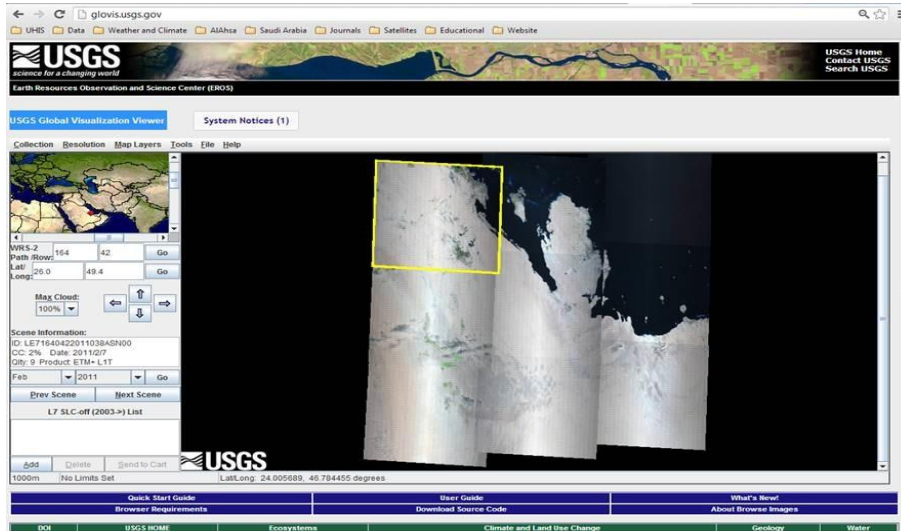 glovis.usgs.gov
UHIS Data Weather and Climate AlAhsa Saudi Arabia Journals Satellites Educational Website
USGS
science for a changing world
USGS Home
Contact USGS
Search USGS
Earth Resources Observation and Science Center (EROS)
USGS Global Visualization Viewer System Notices (1)
Collection Resolution Map Layers Tools File Help
WRS-2
Path /Row: 164 42 Go
Lat/
Long: 26.0 49.4 Go
Max Cloud:
100%
Scene Information:
ID: LE71640422011038ASN00
CC: 2% Date: 2011/2/7
Qlty: 9 Product: ETM+ L1T
Feb 2011 Go
Prev Scene Next Scene
L7 SLC-off (2003->) List
Add Delete Send to Cart
USGS
1000m No Limits Set Lat/Long: 24.005689, 46.784455 degrees
Quick Start Guide User Guide What's New!
Browser Requirements Download Source Code About Browse Images
DOI USGS HOME Ecosystems Climate and Land Use Change Geology Water